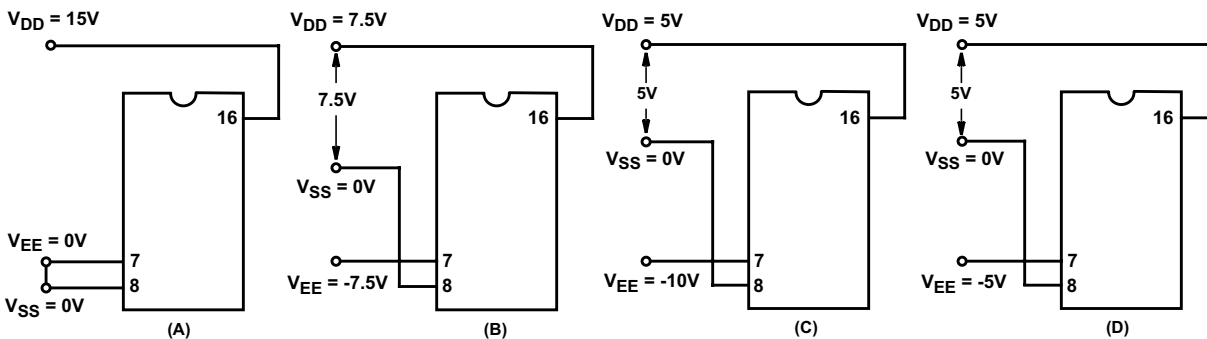 VDD = 15V
16
VEE = 0V
7
8
VSS = 0V
(A)
VDD = 7.5V
7.5V
16
VSS = 0V
7
VEE = -7.5V
8
(B)
VDD = 5V
5V
16
VSS = 0V
7
VEE = -10V
8
(C)
VDD = 5V
5V
16
VSS = 0V
7
VEE = -5V
8
(D)